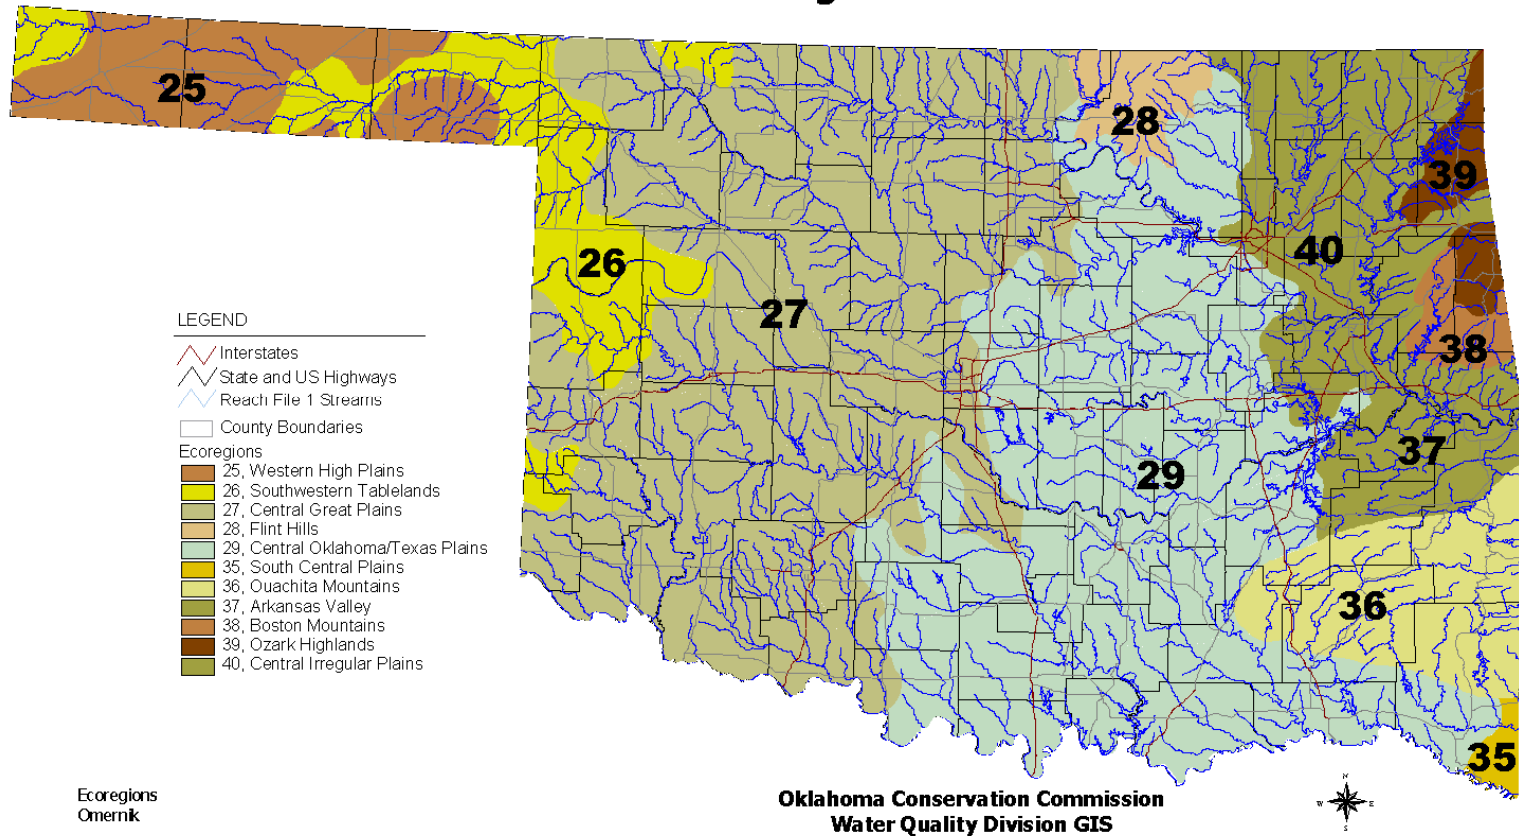 25
28
39
40
26
27
38
37
29
36
35
LEGEND
Interstates
State and US Highways
Reach File 1 Streams
County Boundaries
Ecoregions
25, Western High Plains
26, Southwestern Tablelands
27, Central Great Plains
28, Flint Hills
29, Central Oklahoma/Texas Plains
35, South Central Plains
36, Ouachita Mountains
37, Arkansas Valley
38, Boston Mountains
39, Ozark Highlands
40, Central Irregular Plains
Ecoregions
Omernik
Oklahoma Conservation Commission
Water Quality Division GIS
N
W
E
S